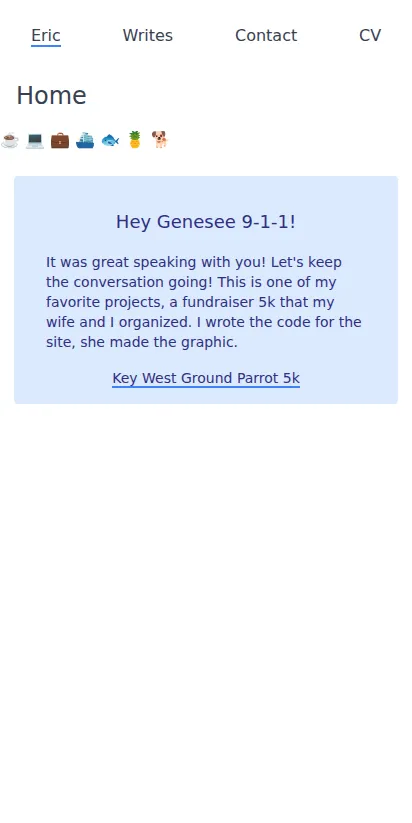 Eric Writes Contact CV
Home
☕ 💻 💼 ⛴️ 🐟 🍍 🐕
Hey Genesee 9-1-1!
It was great speaking with you! Let's keep
the conversation going! This is one of my
favorite projects, a fundraiser 5k that my
wife and I organized. I wrote the code for the
site, she made the graphic.
Key West Ground Parrot 5k